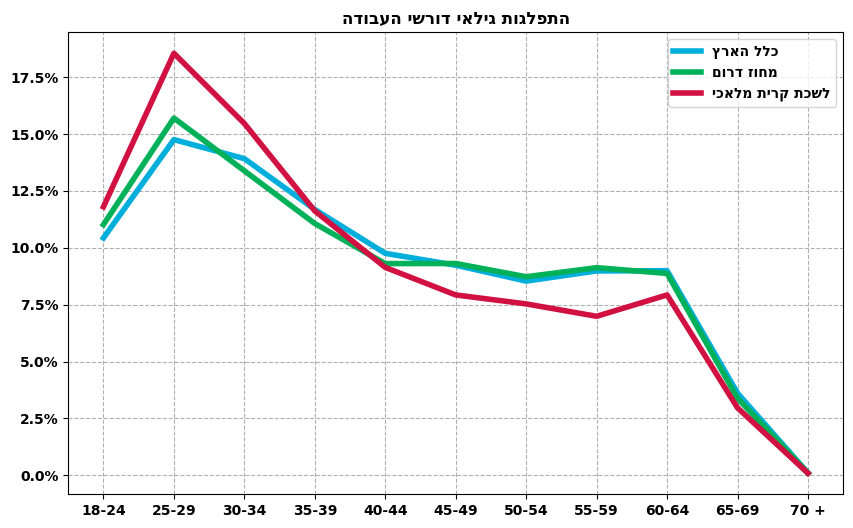 התפלגות גילאי דורשי העבודה
כלל הארץ
מחוז דרום
לשכת קרית מלאכי
17.5%
15.0%
12.5%
10.0%
7.5%
5.0%
2.5%
0.0%
18-24 25-29 30-34 35-39 40-44 45-49 50-54 55-59 60-64 65-69 70 +